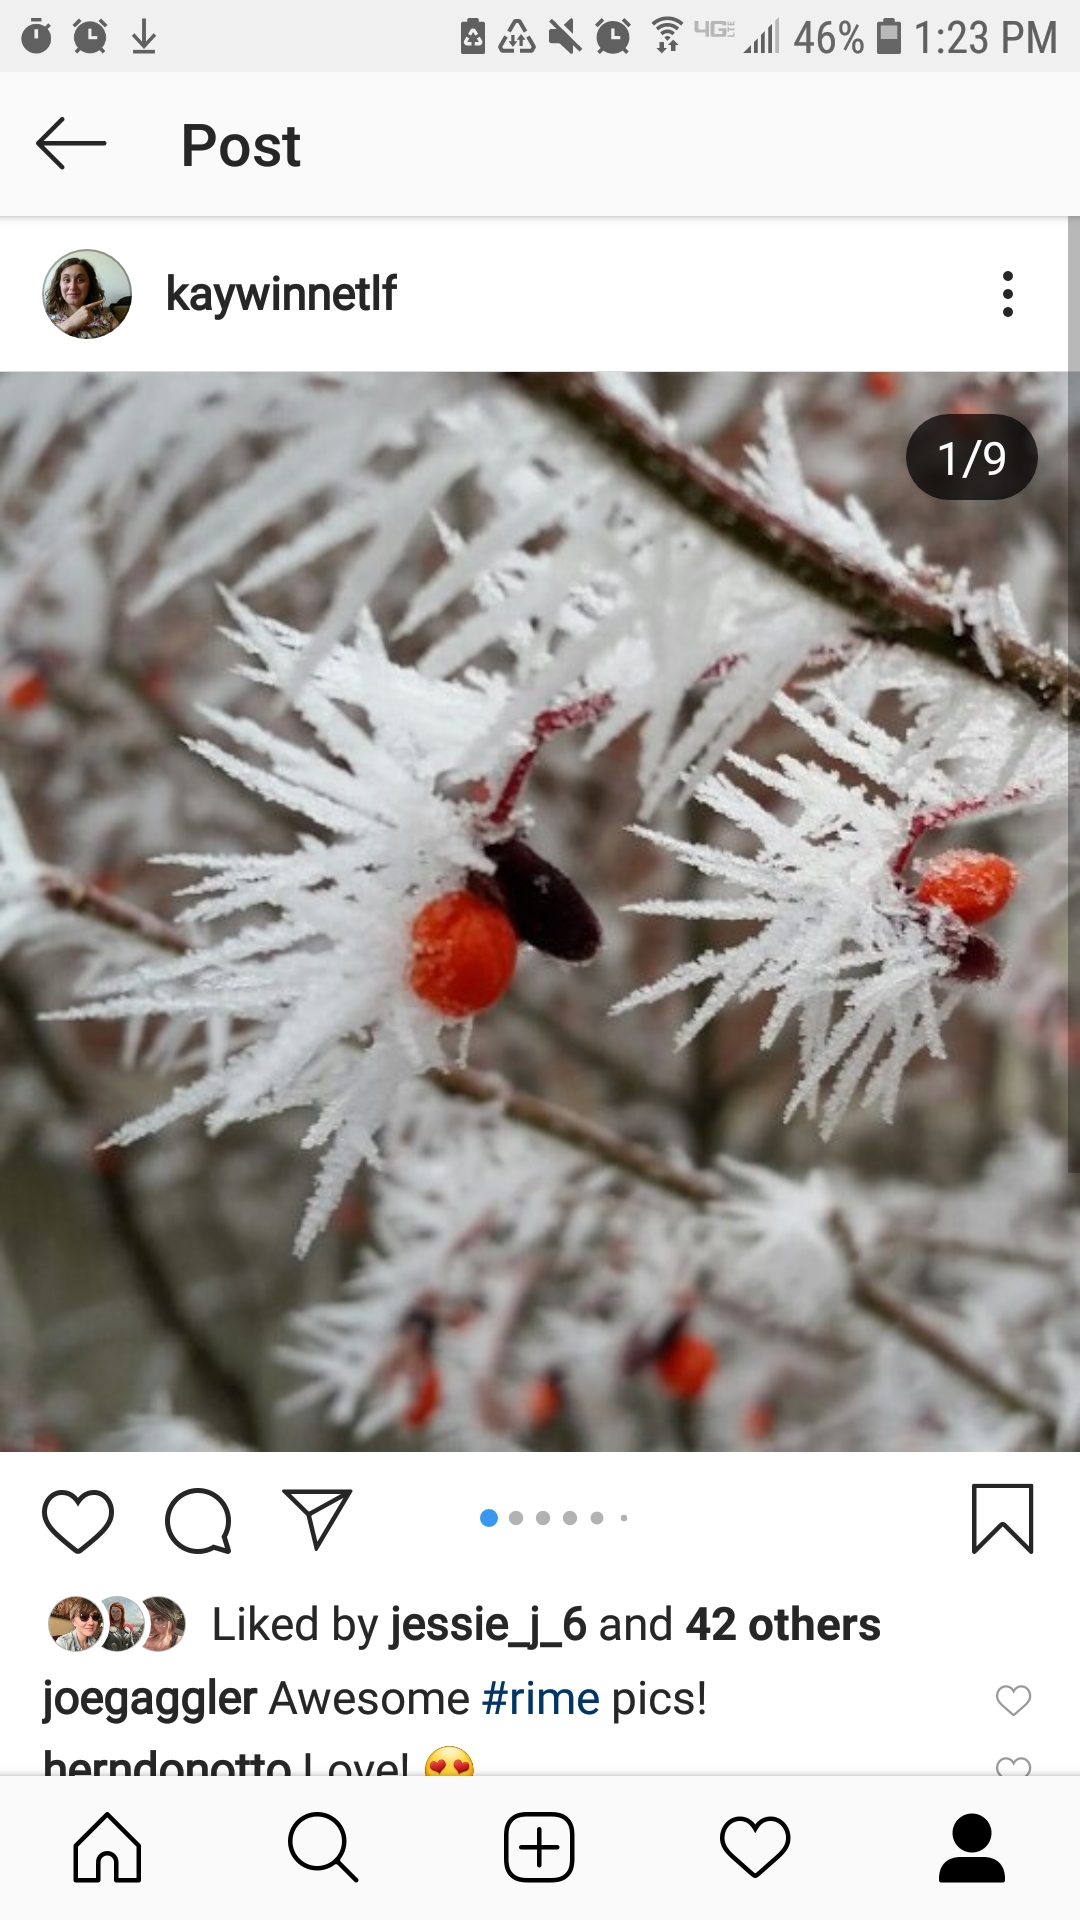 4G 46% 1:23 PM
Post
kaywinnetlf
1/9
Liked by jessie_j_6 and 42 others
joegaggler Awesome #rime pics!
herndonotto Love! 😍